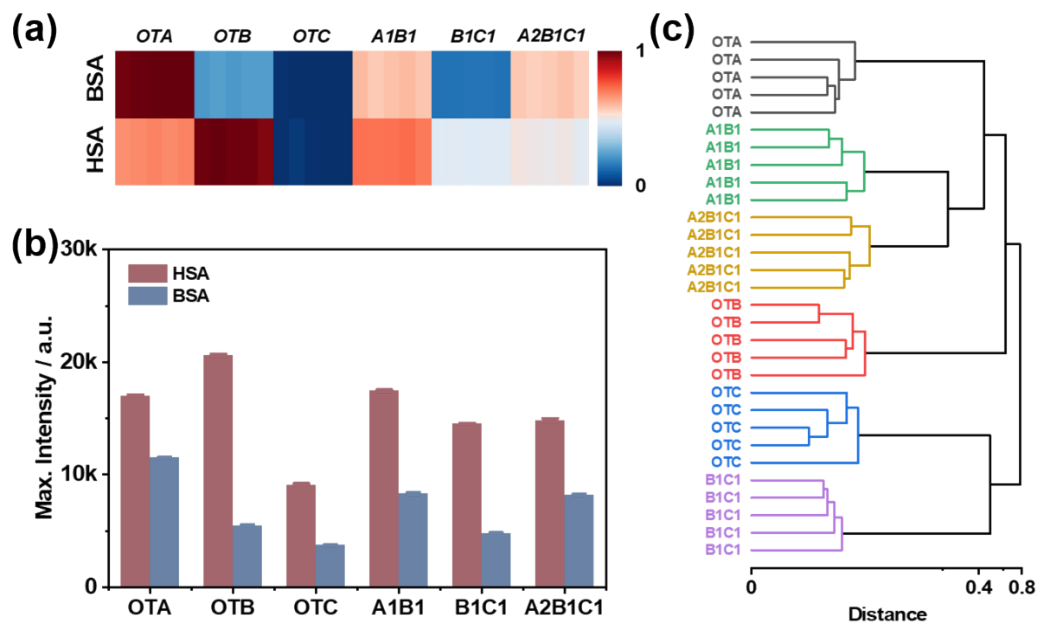 (a)
OTA OTB OTC A1B1 B1C1 A2B1C1
BSA
HSA
1
0
(b)
30k
20k
10k
0
Max. Intensity / a.u.
HSA
BSA
OTA OTB OTC A1B1 B1C1 A2B1C1
(c)
OTA
OTA
OTA
OTA
OTA
A1B1
A1B1
A1B1
A1B1
A1B1
A2B1C1
A2B1C1
A2B1C1
A2B1C1
A2B1C1
OTB
OTB
OTB
OTB
OTB
OTC
OTC
OTC
OTC
OTC
B1C1
B1C1
B1C1
B1C1
B1C1
0 0.4 0.8
Distance